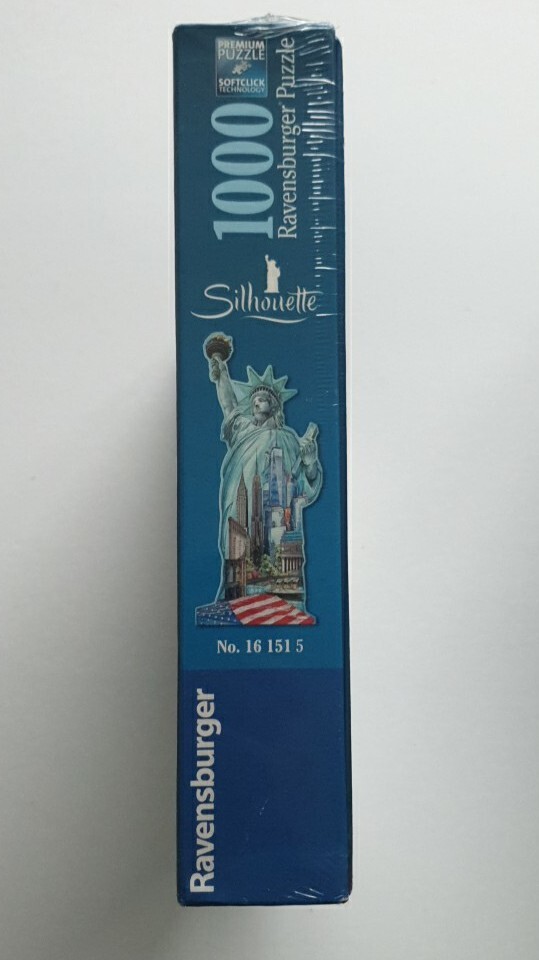 PREMIUM
PUZZLE
SOFTCLICK
TECHNOLOGY
1000
Ravensburger Puzzle
Silhouette
No. 16 151 5
Ravensburger